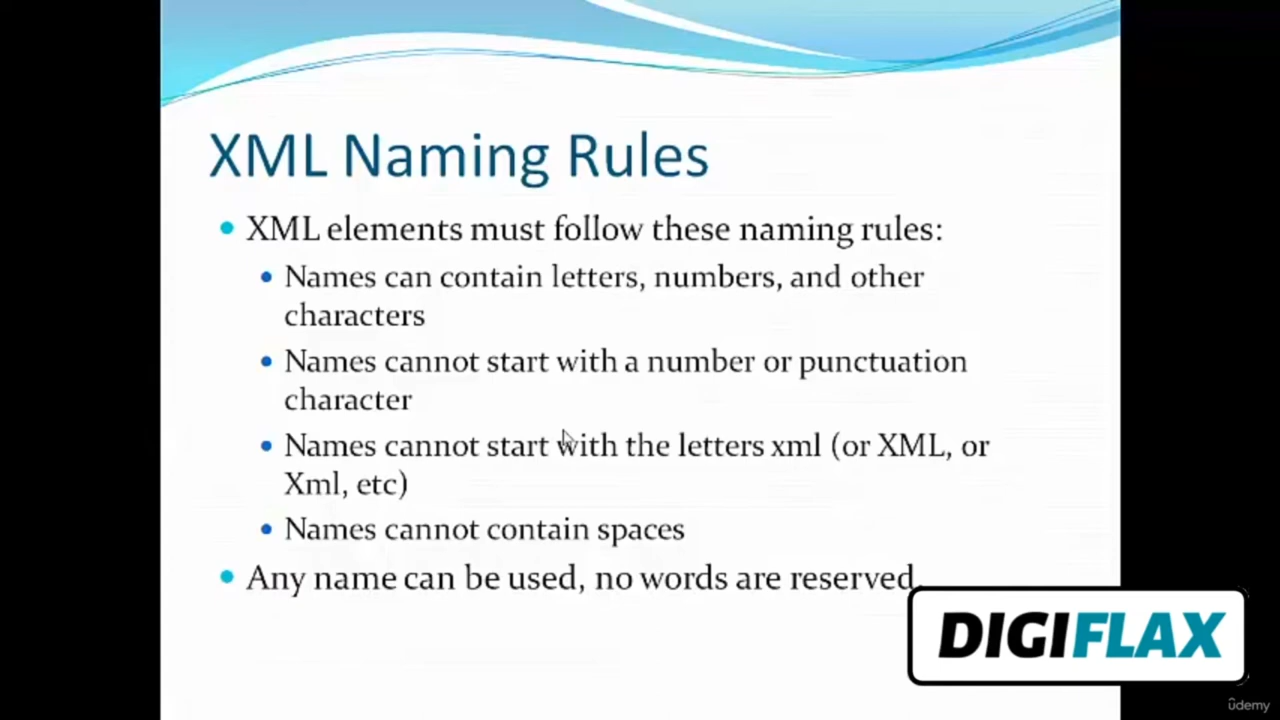 XML Naming Rules
XML elements must follow these naming rules:
Names can contain letters, numbers, and other
characters
Names cannot start with a number or punctuation
character
Names cannot start with the letters xml (or XML, or
Xml, etc)
Names cannot contain spaces
Any name can be used, no words are reserved.
DIGIFLAX
ûdemy